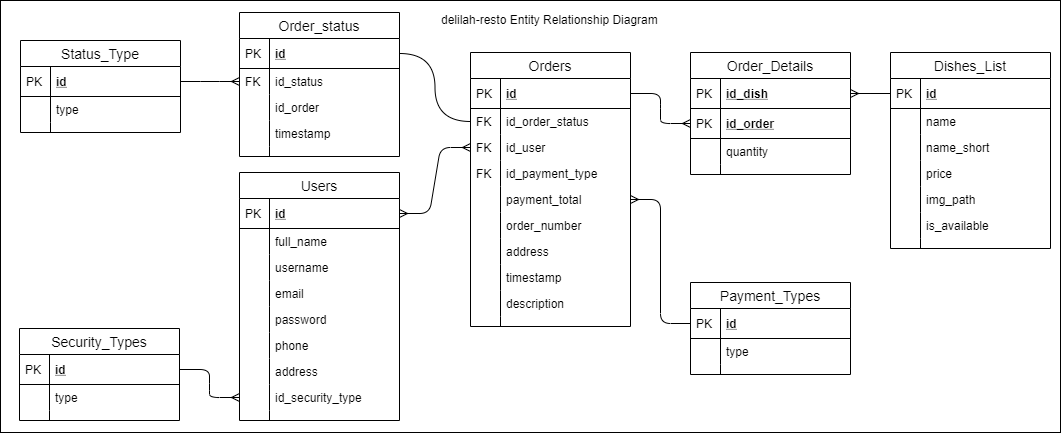 delilah-resto Entity Relationship Diagram
Status_Type
PK id
type
Order_status
PK id
FK id_status
id_order
timestamp
Users
PK id
full_name
username
email
password
phone
address
id_security_type
Security_Types
PK id
type
Orders
PK id
FK id_order_status
FK id_user
FK id_payment_type
payment_total
order_number
address
timestamp
description
Order_Details
PK id_dish
PK id_order
quantity
Dishes_List
PK id
name
name_short
price
img_path
is_available
Payment_Types
PK id
type